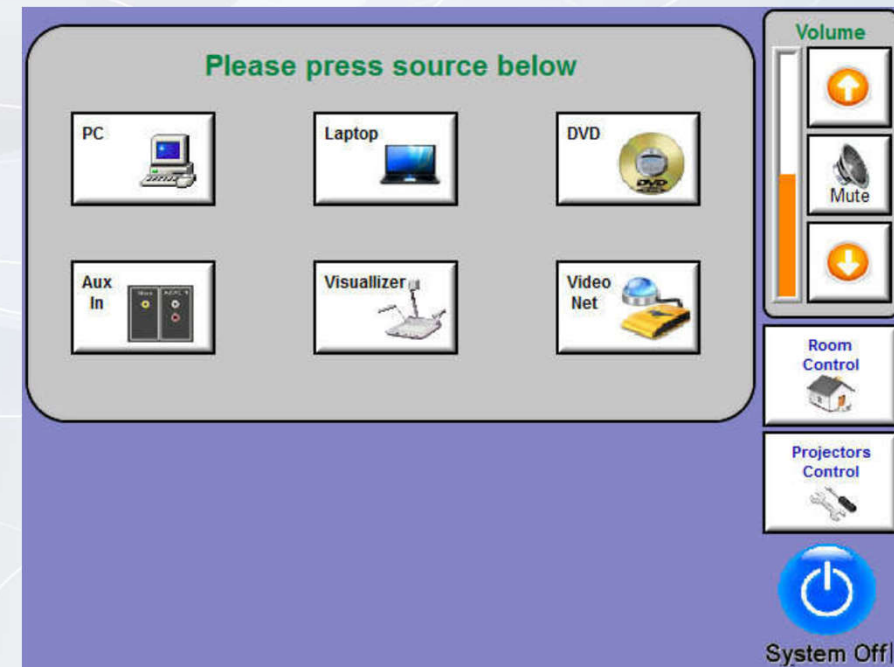 Please press source below
PC
Laptop
DVD
Aux
In
Visuallizer
Video
Net
Volume
Mute
Room
Control
Projectors
Control
System Off